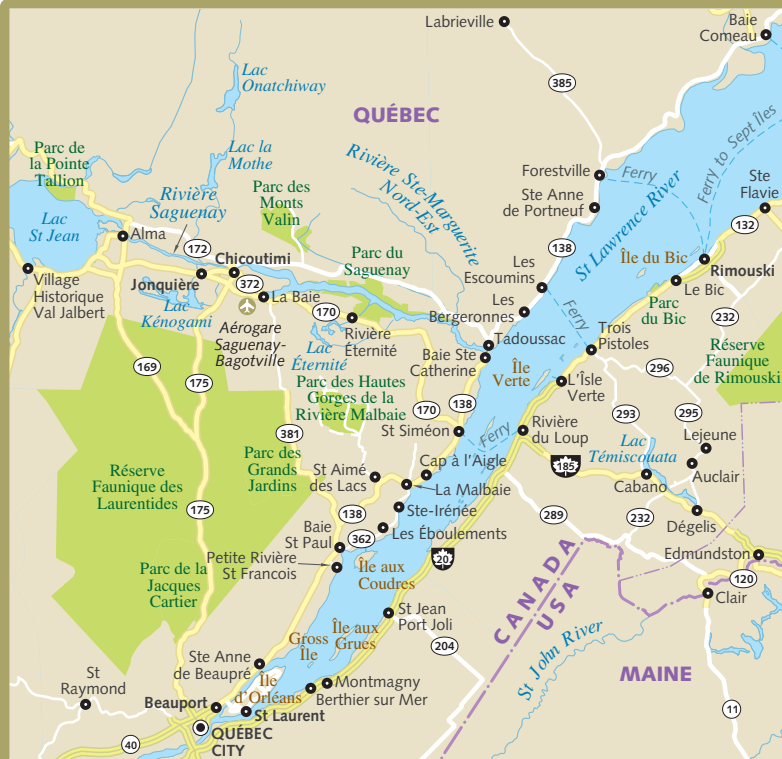 Labrieville
Baie
Comeau
385
Lac
Onatchiway
QUÉBEC
Parc de
la Pointe
Tallion
Lac la
Mothe
Rivière Ste-Marguerite
Nord-Est
Forestville
Ferry
Ferry to Sept Îles
Ste
Flavie
Rivière
Saguenay
Parc des
Monts
Valin
Ste Anne
de Portneuf
St Lawrence River
132
Lac
St Jean
Alma
172
Chicoutimi
Parc du
Saguenay
138
Île du Bic
Rimouski
Village
Historique
Val Jalbert
Jonquière
372
La Baie
Les
Escoumins
Le Bic
Lac
Kénogami
Aérogare
Saguenay-
Bagotville
170
Rivière
Éternité
Les
Bergeronnes
Ferry
Parc
du Bic
232
Lac
Éternité
Tadoussac
Trois
Pistoles
Réserve
Faunique
de Rimouski
169
175
Baie Ste
Catherine
Île
Verte
L'Îsle
Verte
296
Parc des Hautes
Gorges de la
Rivière Malbaie
170
138
293
295
381
St Siméon
Ferry
Rivière
du Loup
Lejeune
Parc des
Grands
Jardins
Lac
Témiscouata
Réserve
Faunique des
Laurentides
St Aimé
des Lacs
Cap à l'Aigle
185
Cabano
Auclair
La Malbaie
175
138
Ste-Irénée
289
232
Dégelis
Baie
St Paul
362
Les Éboulements
Petite Rivière
St Francois
20
Edmundston
Parc de la
Jacques
Cartier
Île aux
Coudres
CANADA
USA
120
Clair
St Jean
Port Joli
Gross
Île
Île aux
Grues
204
St John River
Ste Anne
de Beaupré
MAINE
St
Raymond
Île
d'Orléans
Montmagny
Berthier sur Mer
Beauport
St Laurent
11
QUÉBEC
CITY
40